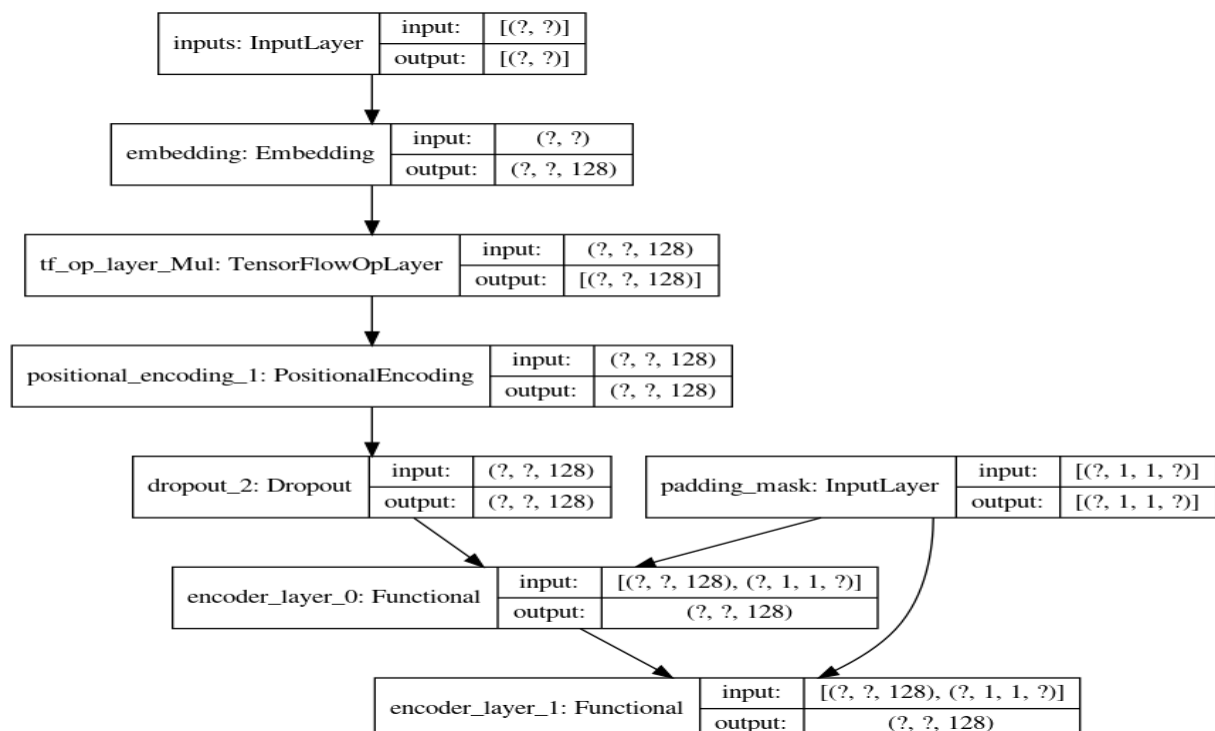 inputs: InputLayer
input: [(?, ?)]
output: [(?, ?)]
embedding: Embedding
input: (?, ?)
output: (?, ?, 128)
tf_op_layer_Mul: TensorFlowOpLayer
input: (?, ?, 128)
output: [(?, ?, 128)]
positional_encoding_1: PositionalEncoding
input: (?, ?, 128)
output: (?, ?, 128)
dropout_2: Dropout
input: (?, ?, 128)
output: (?, ?, 128)
padding_mask: InputLayer
input: [(?, 1, 1, ?)]
output: [(?, 1, 1, ?)]
encoder_layer_0: Functional
input: [(?, ?, 128), (?, 1, 1, ?)]
output: (?, ?, 128)
encoder_layer_1: Functional
input: [(?, ?, 128), (?, 1, 1, ?)]
output: (?, ?, 128)